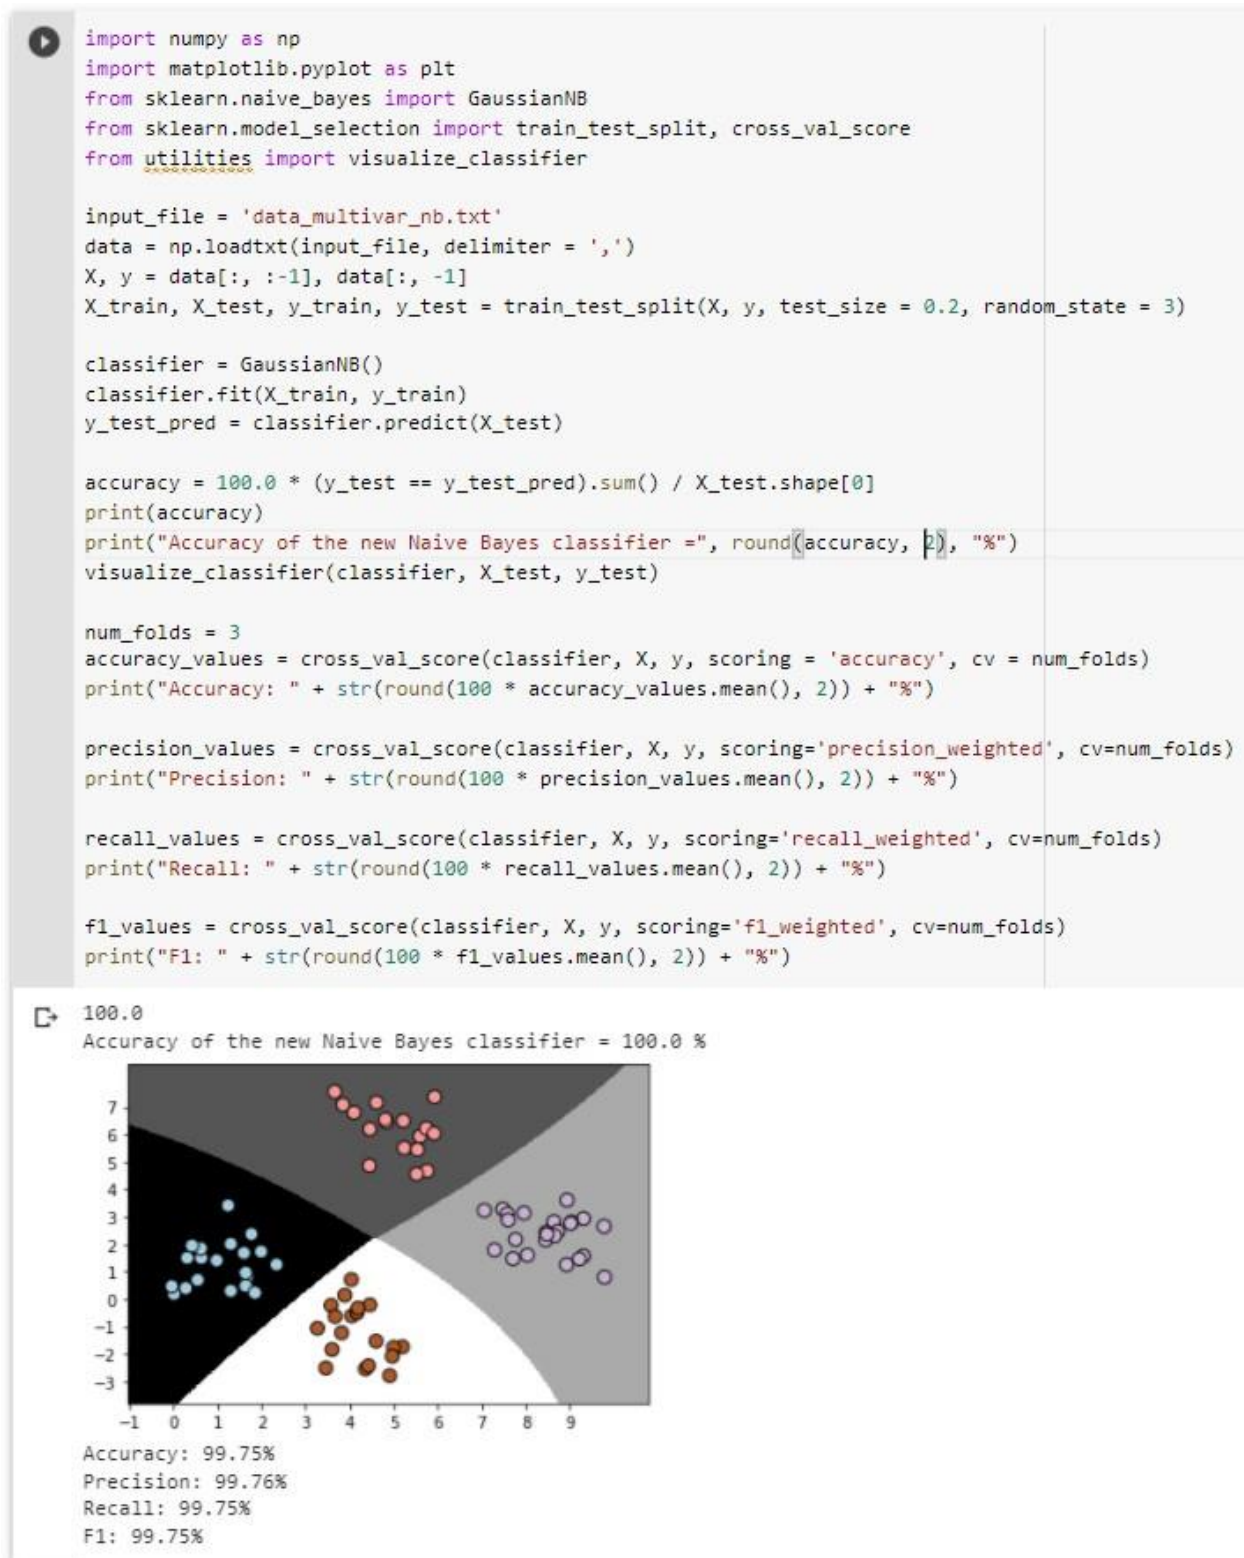 import numpy as np
import matplotlib.pyplot as plt
from sklearn.naive_bayes import GaussianNB
from sklearn.model_selection import train_test_split, cross_val_score
from utilities import visualize_classifier
input_file = 'data_multivar_nb.txt'
data = np.loadtxt(input_file, delimiter = ',')
X, y = data[:, :-1], data[:, -1]
X_train, X_test, y_train, y_test = train_test_split(X, y, test_size = 0.2, random_state = 3)
classifier = GaussianNB()
classifier.fit(X_train, y_train)
y_test_pred = classifier.predict(X_test)
accuracy = 100.0 * (y_test == y_test_pred).sum() / X_test.shape[0]
print(accuracy)
print("Accuracy of the new Naive Bayes classifier =", round(accuracy, 2), "%")
visualize_classifier(classifier, X_test, y_test)
num_folds = 3
accuracy_values = cross_val_score(classifier, X, y, scoring = 'accuracy', cv = num_folds)
print("Accuracy: " + str(round(100 * accuracy_values.mean(), 2)) + "%")
precision_values = cross_val_score(classifier, X, y, scoring='precision_weighted', cv=num_folds)
print("Precision: " + str(round(100 * precision_values.mean(), 2)) + "%")
recall_values = cross_val_score(classifier, X, y, scoring='recall_weighted', cv=num_folds)
print("Recall: " + str(round(100 * recall_values.mean(), 2)) + "%")
f1_values = cross_val_score(classifier, X, y, scoring='f1_weighted', cv=num_folds)
print("F1: " + str(round(100 * f1_values.mean(), 2)) + "%")
100.0
Accuracy of the new Naive Bayes classifier = 100.0 %
7
6
5
4
3
2
1
0
−1
−2
−3
−1 0 1 2 3 4 5 6 7 8 9
Accuracy: 99.75%
Precision: 99.76%
Recall: 99.75%
F1: 99.75%